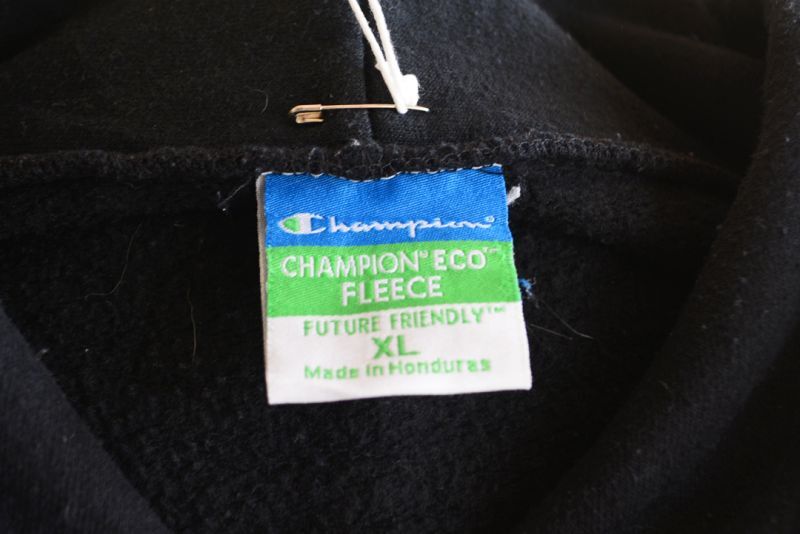 Champion®
CHAMPION® ECO™
FLEECE
FUTURE FRIENDLY™
XL
Made in Honduras